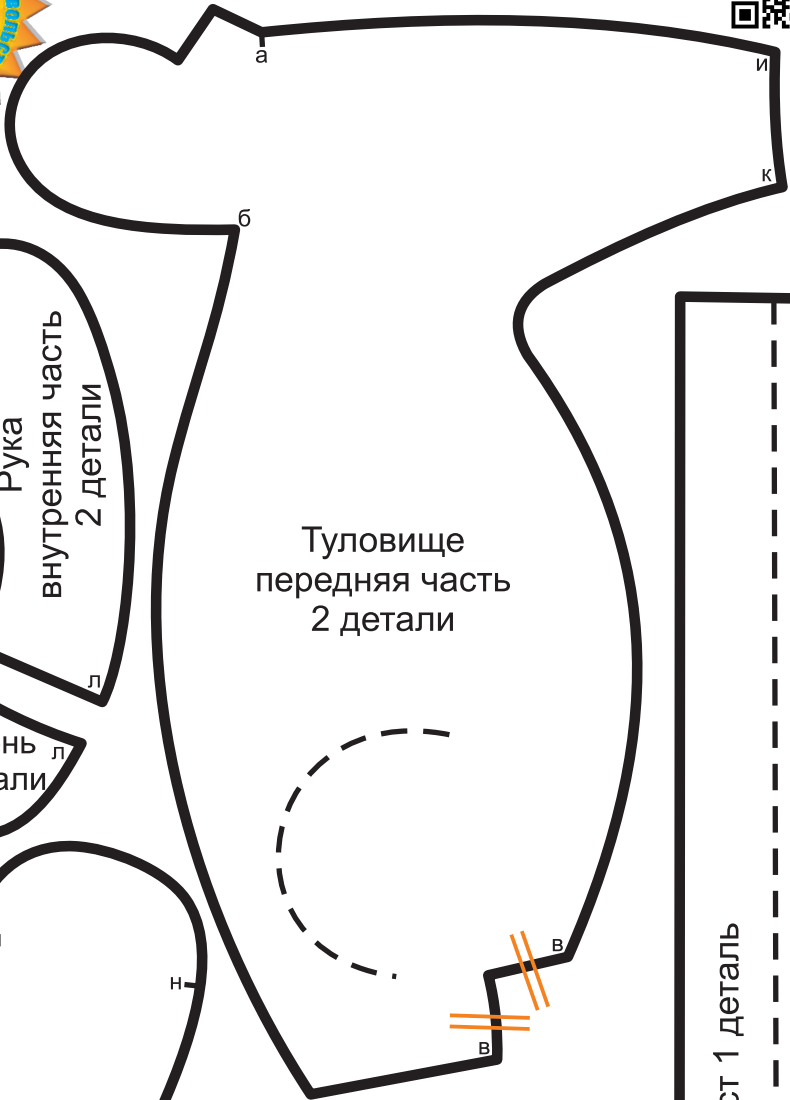 а
и
к
б
Рука
внутренняя часть
2 детали
Туловище
передняя часть
2 детали
л
нь
л
али
в
н
в
ст 1 деталь